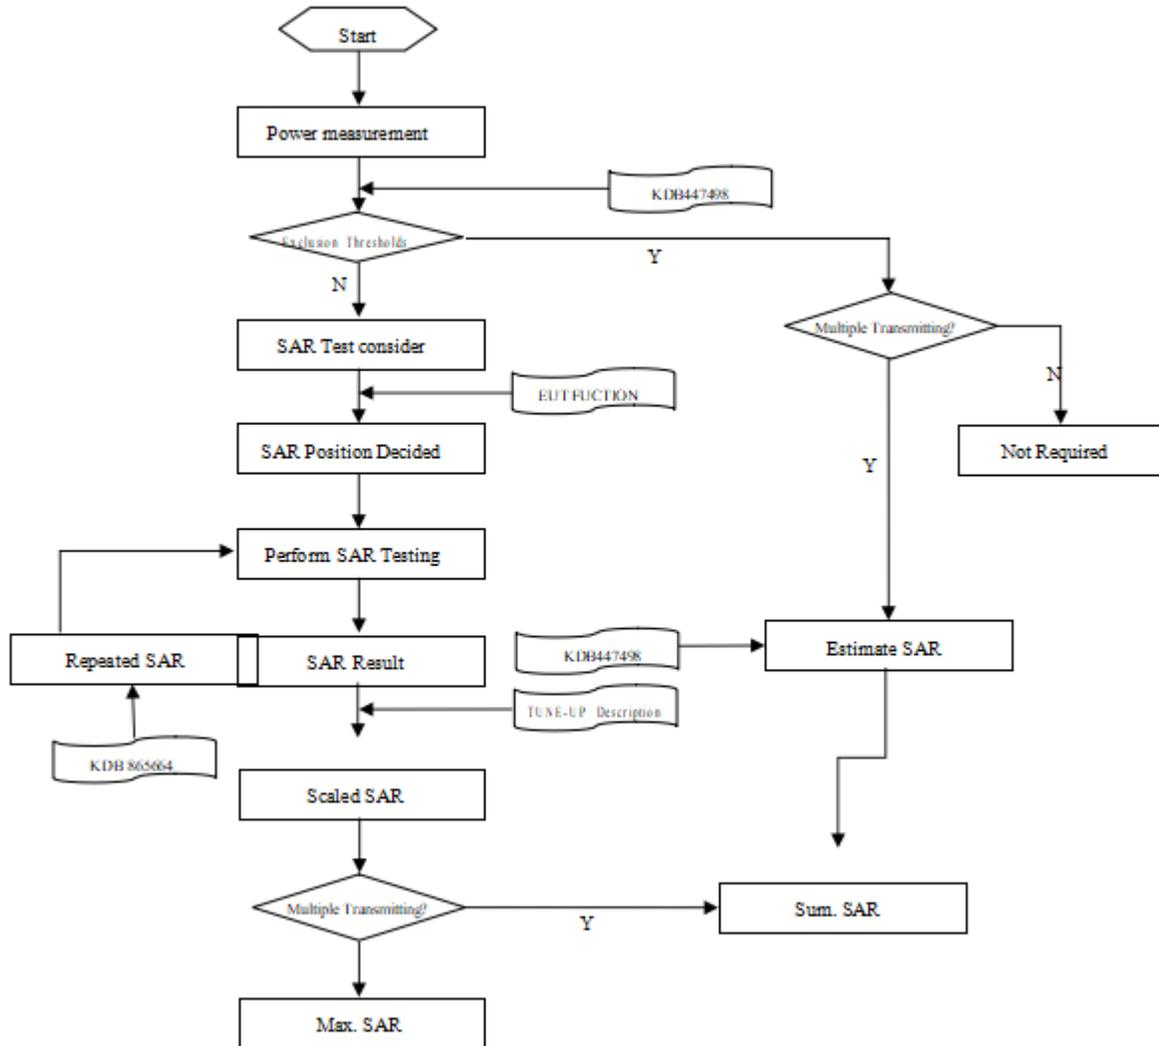 Start
Power measurement
KDB447498
Exclusion Thresholds
Y
N
Multiple Transmitting?
SAR Test consider
N
EUT FUCTION
SAR Position Decided
Not Required
Y
Perform SAR Testing
Repeated SAR
SAR Result
KDB447498
Estimate SAR
TUNE-UP Description
KDB 865664
Scaled SAR
Multiple Transmitting?
Y
Sum. SAR
Max. SAR